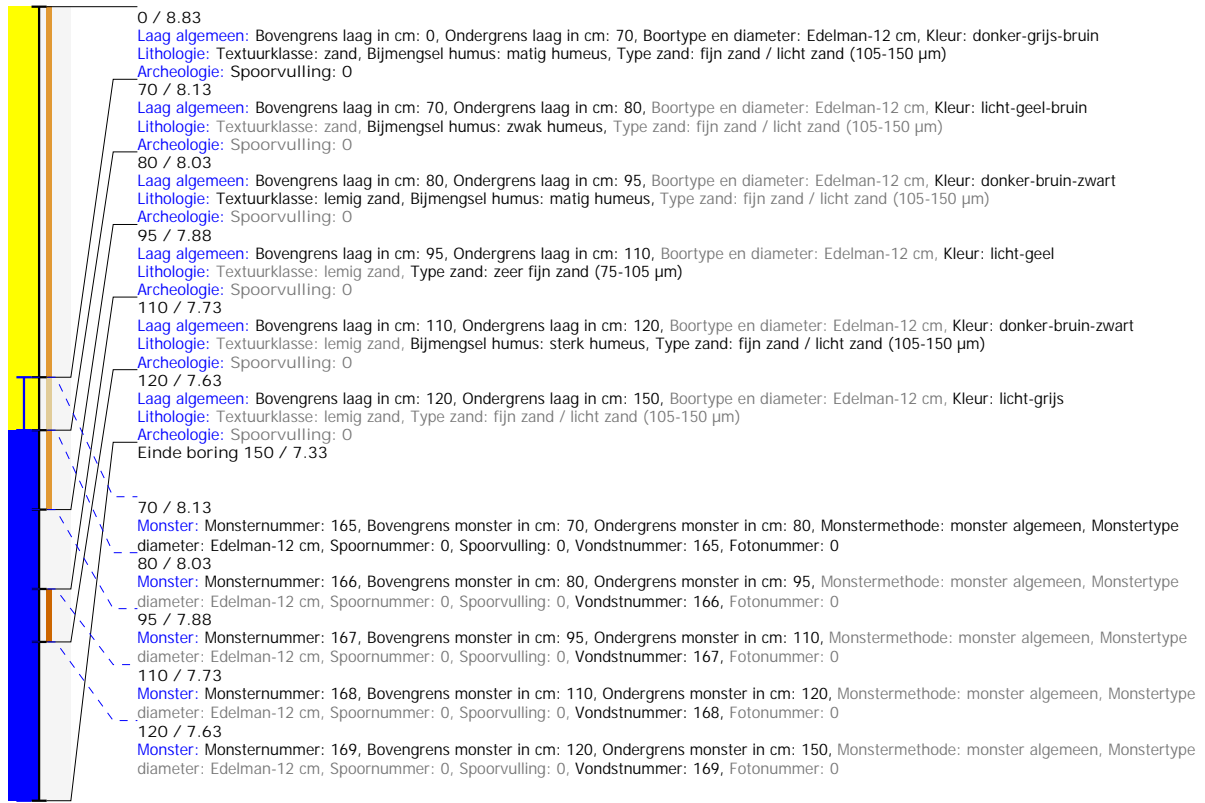 0 / 8.83
Laag algemeen: Bovengrens laag in cm: 0, Ondergrens laag in cm: 70, Boortype en diameter: Edelman-12 cm, Kleur: donker-grijs-bruin
Lithologie: Textuurklasse: zand, Bijmengsel humus: matig humeus, Type zand: fijn zand / licht zand (105-150 µm)
Archeologie: Spoorvulling: 0
70 / 8.13
Laag algemeen: Bovengrens laag in cm: 70, Ondergrens laag in cm: 80, Boortype en diameter: Edelman-12 cm, Kleur: licht-geel-bruin
Lithologie: Textuurklasse: zand, Bijmengsel humus: zwak humeus, Type zand: fijn zand / licht zand (105-150 µm)
Archeologie: Spoorvulling: 0
80 / 8.03
Laag algemeen: Bovengrens laag in cm: 80, Ondergrens laag in cm: 95, Boortype en diameter: Edelman-12 cm, Kleur: donker-bruin-zwart
Lithologie: Textuurklasse: lemig zand, Bijmengsel humus: matig humeus, Type zand: fijn zand / licht zand (105-150 µm)
Archeologie: Spoorvulling: 0
95 / 7.88
Laag algemeen: Bovengrens laag in cm: 95, Ondergrens laag in cm: 110, Boortype en diameter: Edelman-12 cm, Kleur: licht-geel
Lithologie: Textuurklasse: lemig zand, Type zand: zeer fijn zand (75-105 µm)
Archeologie: Spoorvulling: 0
110 / 7.73
Laag algemeen: Bovengrens laag in cm: 110, Ondergrens laag in cm: 120, Boortype en diameter: Edelman-12 cm, Kleur: donker-bruin-zwart
Lithologie: Textuurklasse: lemig zand, Bijmengsel humus: sterk humeus, Type zand: fijn zand / licht zand (105-150 µm)
Archeologie: Spoorvulling: 0
120 / 7.63
Laag algemeen: Bovengrens laag in cm: 120, Ondergrens laag in cm: 150, Boortype en diameter: Edelman-12 cm, Kleur: licht-grijs
Lithologie: Textuurklasse: lemig zand, Type zand: fijn zand / licht zand (105-150 µm)
Archeologie: Spoorvulling: 0
Einde boring 150 / 7.33
70 / 8.13
Monster: Monsternummer: 165, Bovengrens monster in cm: 70, Ondergrens monster in cm: 80, Monstermethode: monster algemeen, Monstertype
diameter: Edelman-12 cm, Spoornummer: 0, Spoorvulling: 0, Vondstnummer: 165, Fotonummer: 0
80 / 8.03
Monster: Monsternummer: 166, Bovengrens monster in cm: 80, Ondergrens monster in cm: 95, Monstermethode: monster algemeen, Monstertype
diameter: Edelman-12 cm, Spoornummer: 0, Spoorvulling: 0, Vondstnummer: 166, Fotonummer: 0
95 / 7.88
Monster: Monsternummer: 167, Bovengrens monster in cm: 95, Ondergrens monster in cm: 110, Monstermethode: monster algemeen, Monstertype
diameter: Edelman-12 cm, Spoornummer: 0, Spoorvulling: 0, Vondstnummer: 167, Fotonummer: 0
110 / 7.73
Monster: Monsternummer: 168, Bovengrens monster in cm: 110, Ondergrens monster in cm: 120, Monstermethode: monster algemeen, Monstertype
diameter: Edelman-12 cm, Spoornummer: 0, Spoorvulling: 0, Vondstnummer: 168, Fotonummer: 0
120 / 7.63
Monster: Monsternummer: 169, Bovengrens monster in cm: 120, Ondergrens monster in cm: 150, Monstermethode: monster algemeen, Monstertype
diameter: Edelman-12 cm, Spoornummer: 0, Spoorvulling: 0, Vondstnummer: 169, Fotonummer: 0